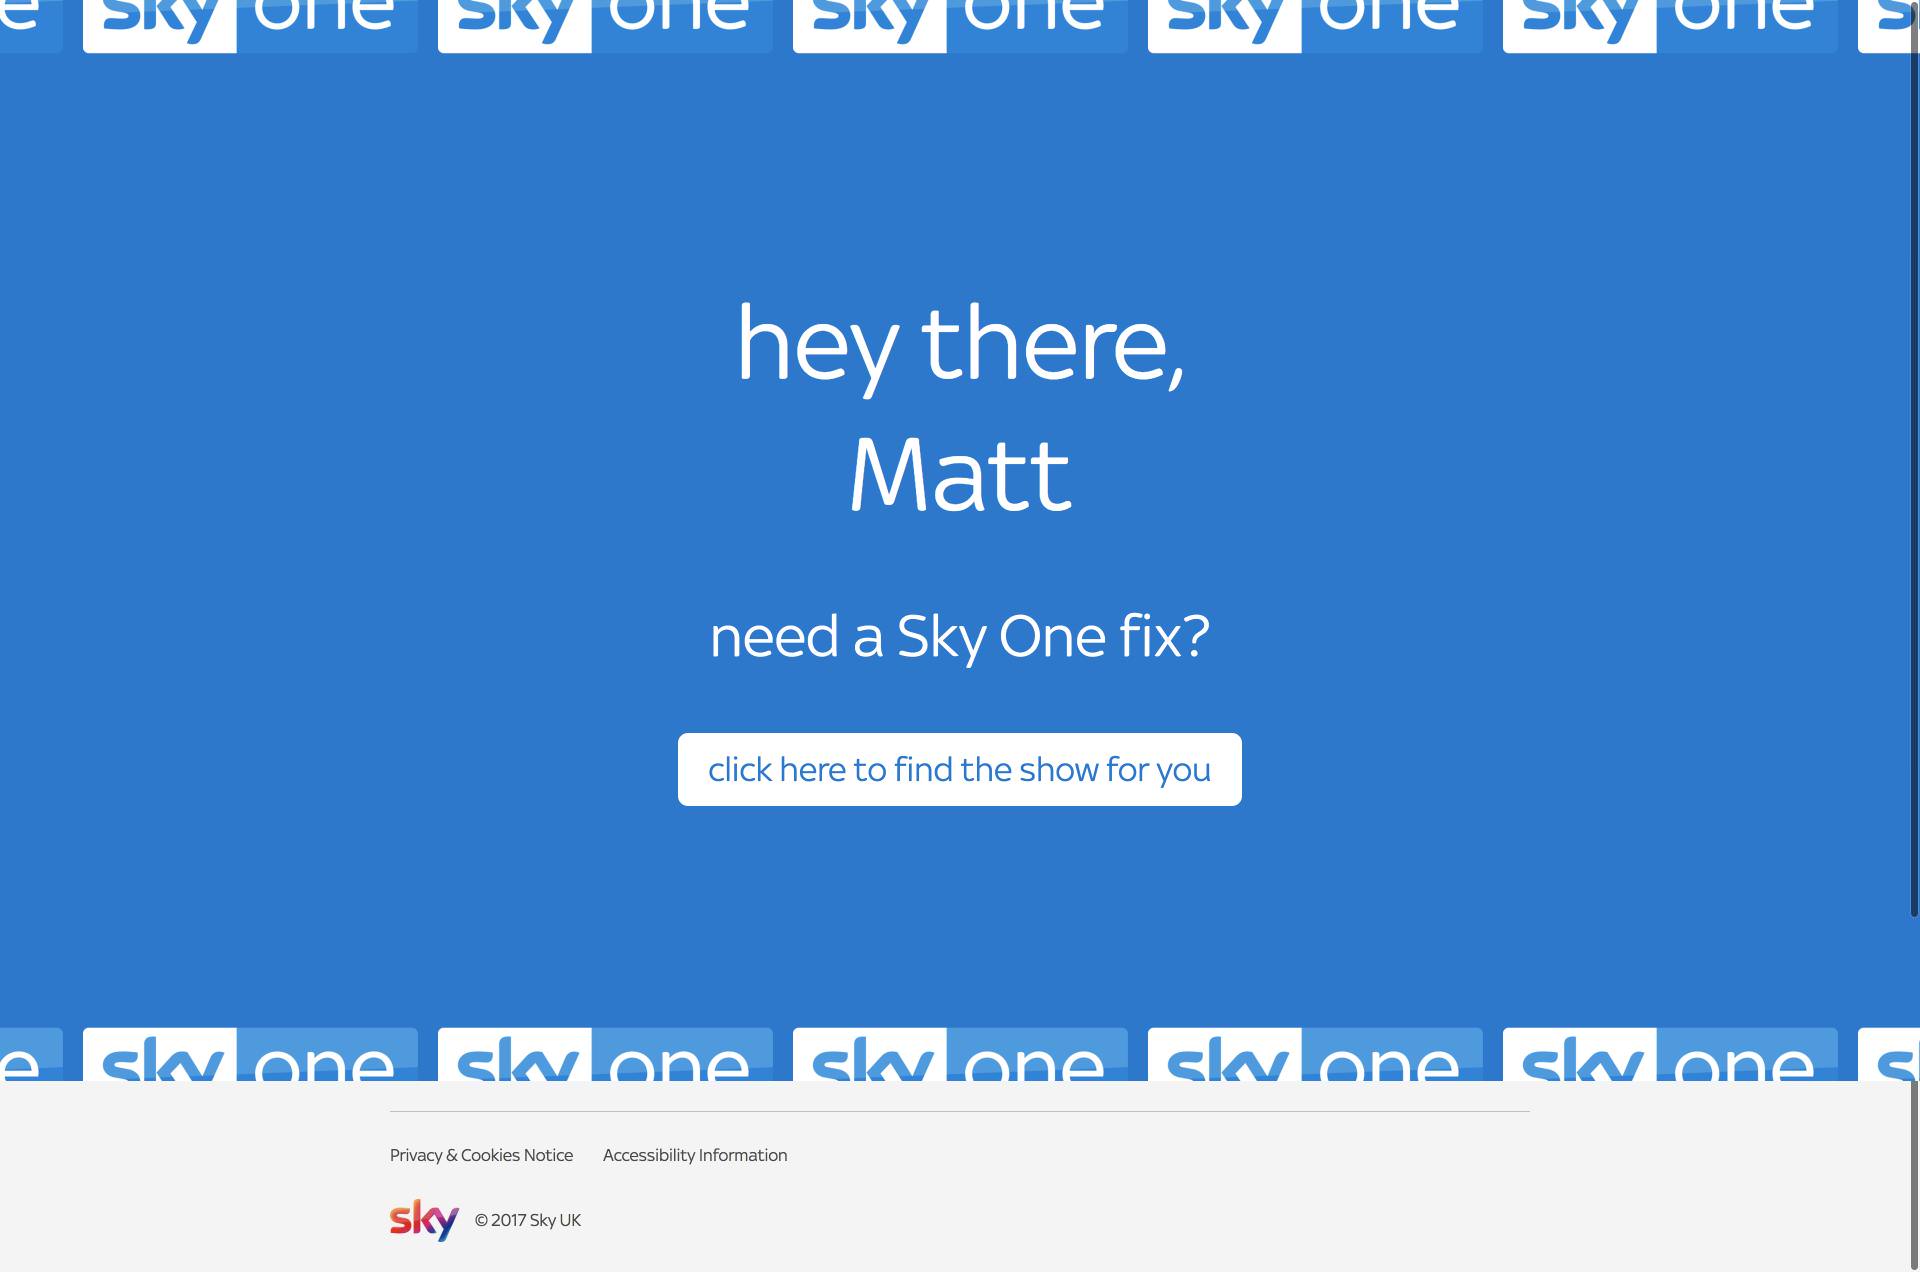 e sky one sky one sky one sky one sky one s
hey there,
Matt
need a Sky One fix?
click here to find the show for you
e sky one sky one sky one sky one sky one s
Privacy & Cookies Notice Accessibility Information
sky © 2017 Sky UK